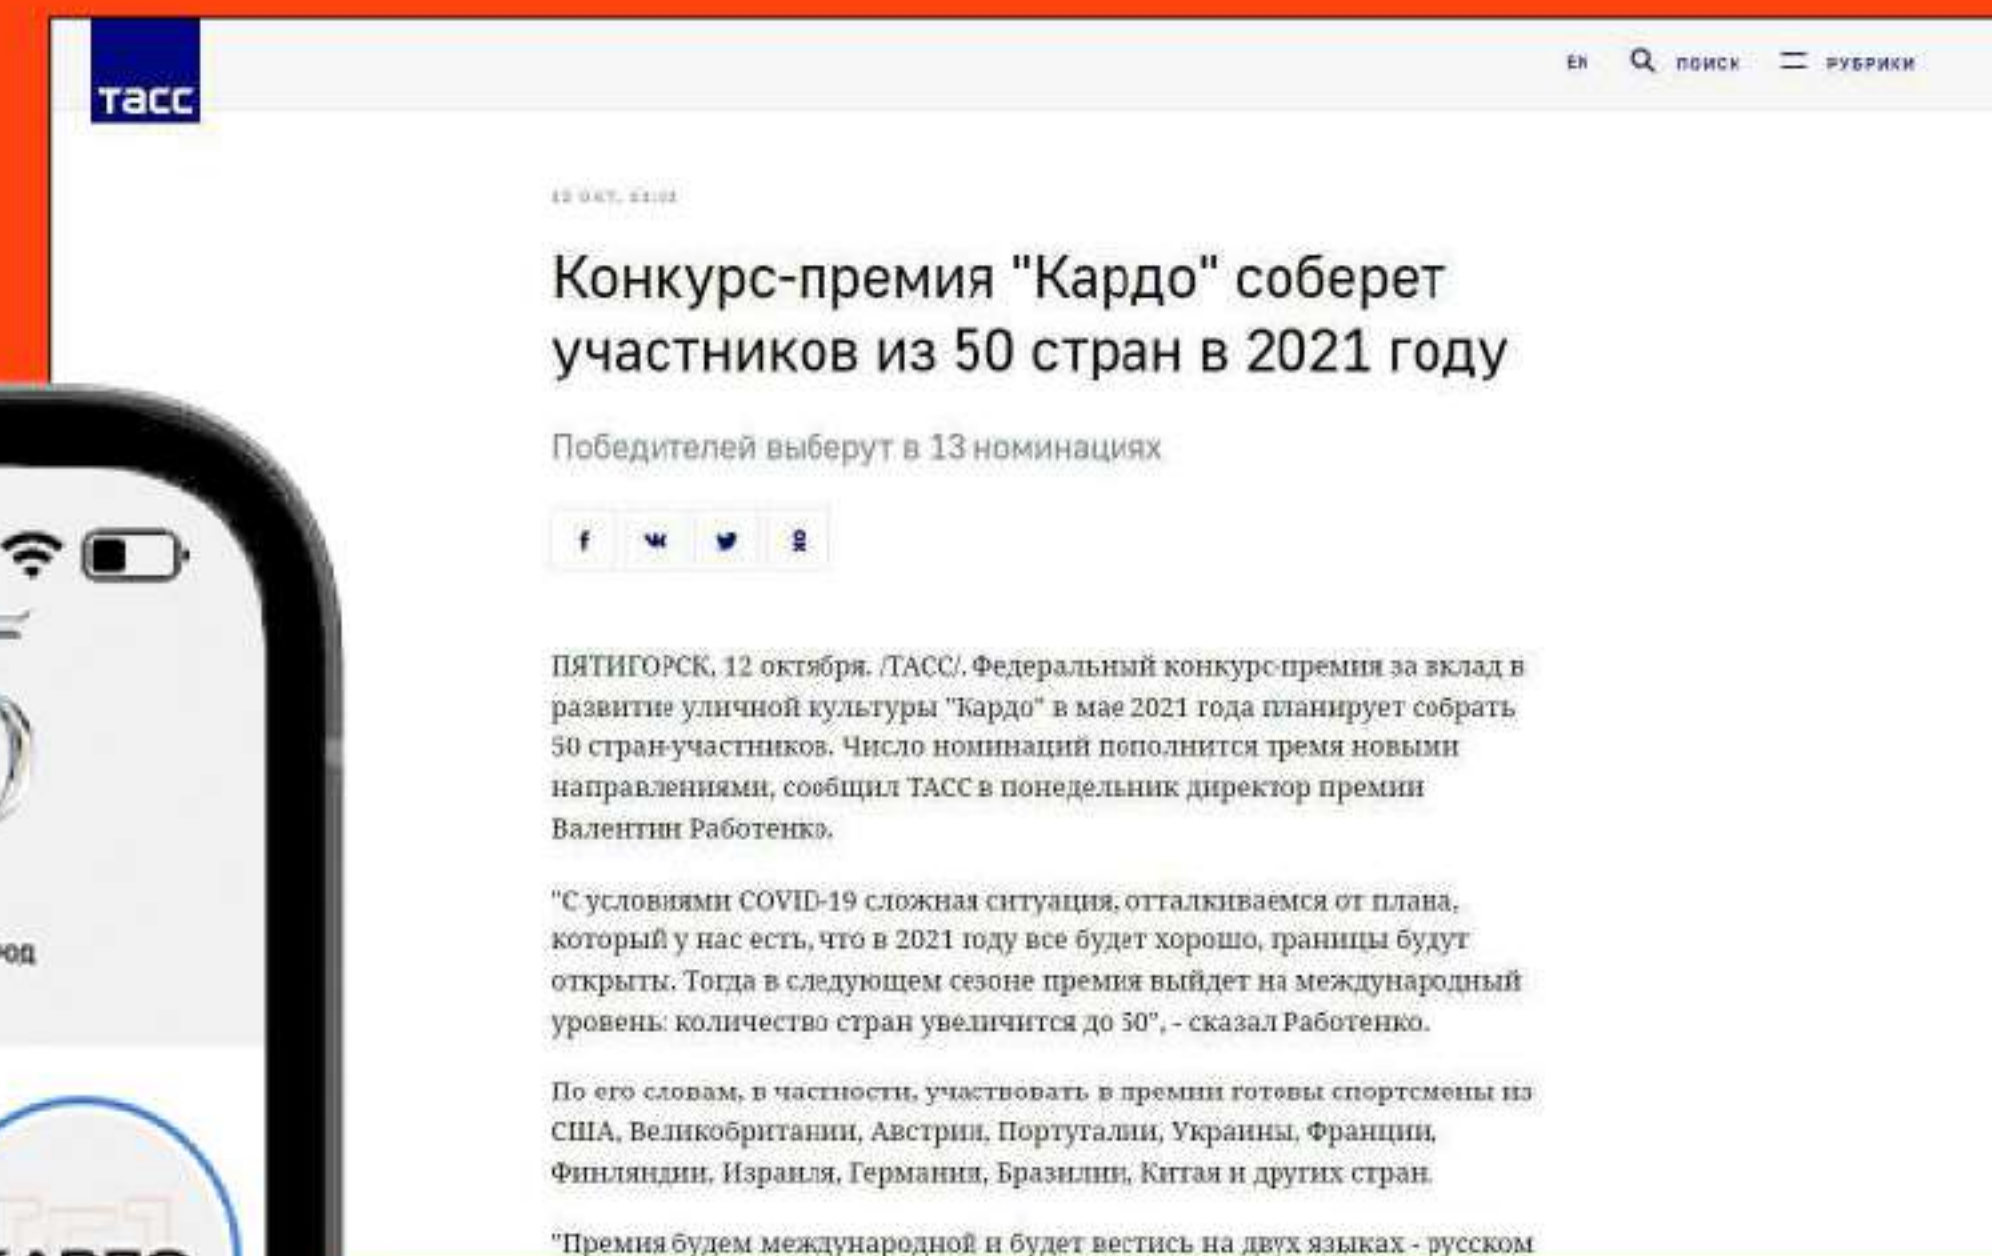 тасс
EN ПОИСК РУБРИКИ
Конкурс-премия "Кардо" соберет
участников из 50 стран в 2021 году
Победителей выберут в 13 номинациях
ПЯТИГОРСК, 12 октября. /ТАСС/. Федеральный конкурс-премия за вклад в
развитие уличной культуры "Кардо" в мае 2021 года планирует собрать
50 стран-участников. Число номинаций пополнится тремя новыми
направлениями, сообщил ТАСС в понедельник директор премии
Валентин Работенко.
"С условиями COVID-19 сложная ситуация, отталкиваемся от плана,
который у нас есть, что в 2021 году все будет хорошо, границы будут
открыты. Тогда в следующем сезоне премия выйдет на международный
уровень: количество стран увеличится до 50", - сказал Работенко.
По его словам, в частности, участвовать в премии готовы спортсмены из
США, Великобритании, Австрии, Португалии, Украины, Франции,
Финляндии, Израиля, Германии, Бразилии, Китая и других стран.
"Премия будем международной и будет вестись на двух языках - русском